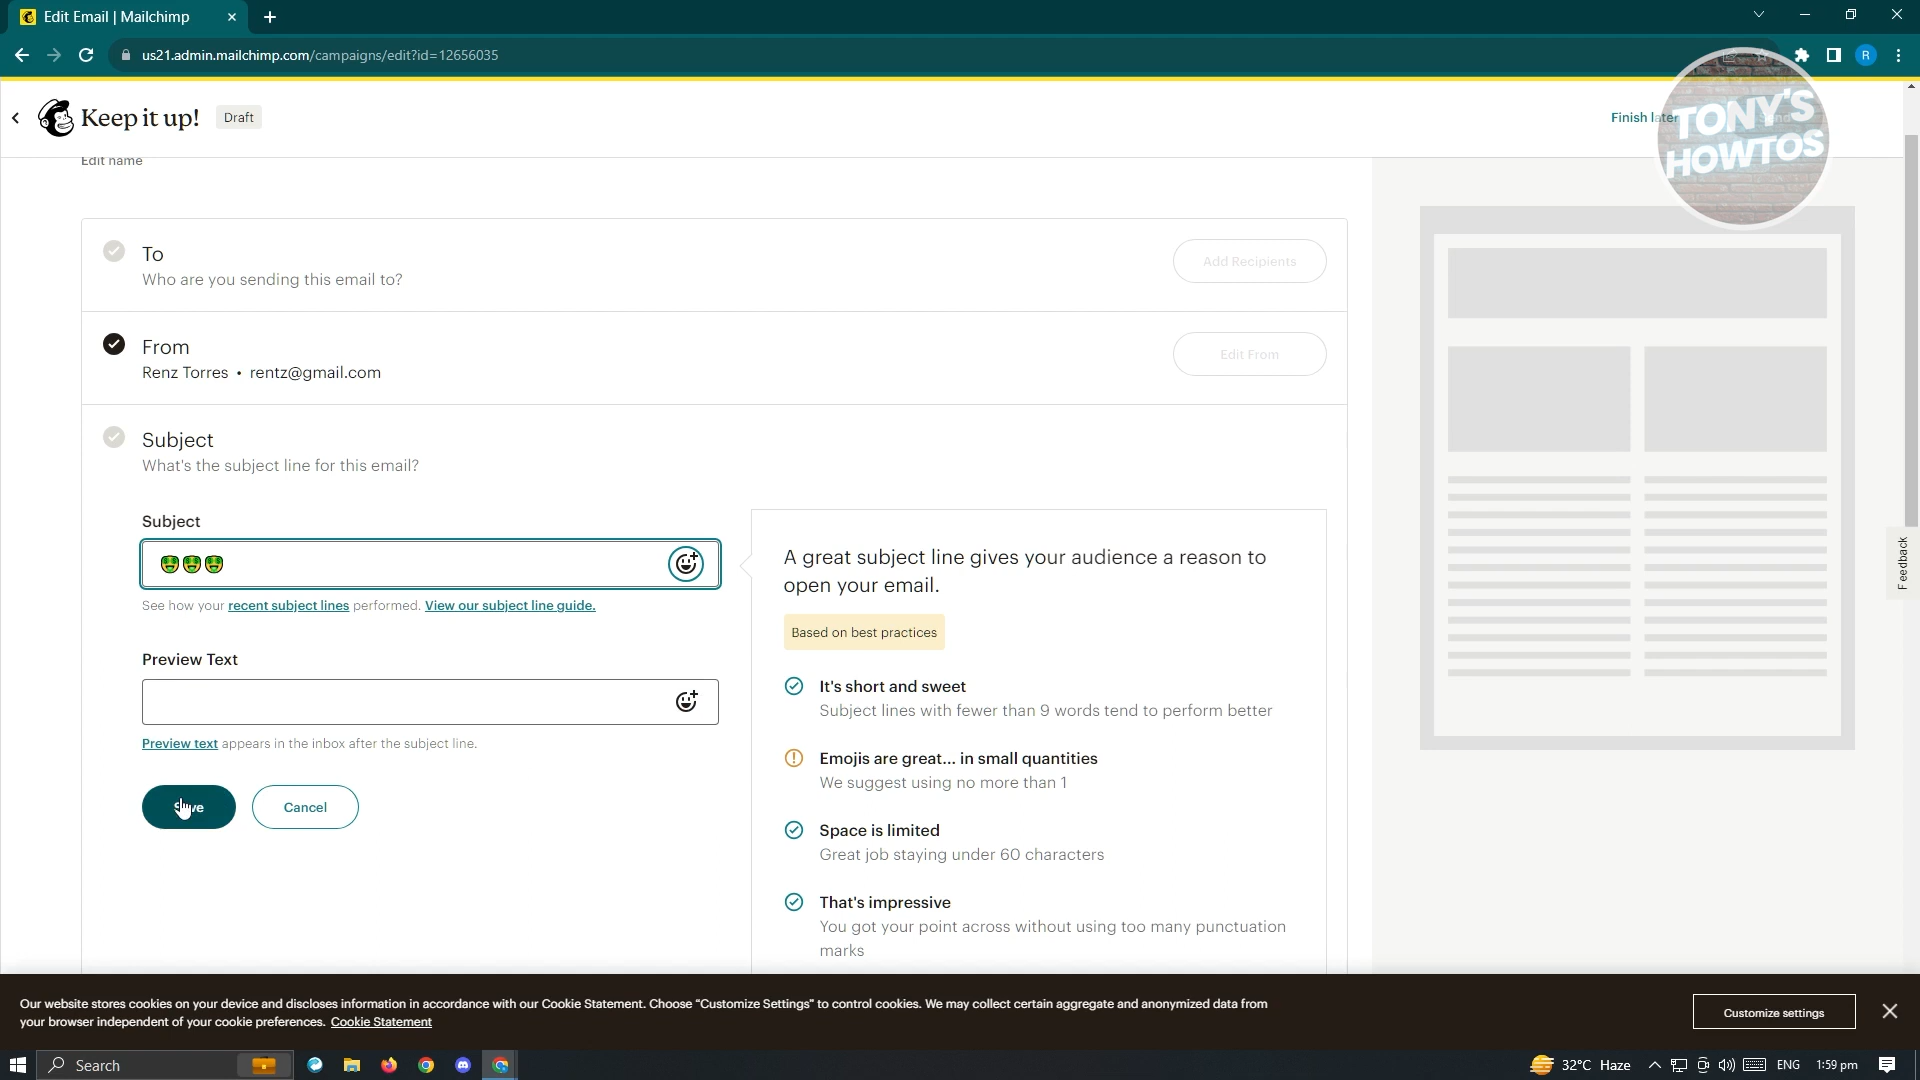 Edit Email | Mailchimp
us21.admin.mailchimp.com/campaigns/edit?id=12656035
R
Keep it up!
Draft
Finish later
Send
TONY'S
HOWTOS
Edit name
To
Who are you sending this email to?
Add Recipients
From
Renz Torres • rentz@gmail.com
Edit From
Subject
What's the subject line for this email?
Subject
🤑🤑🤑
See how your recent subject lines performed. View our subject line guide.
Preview Text
Preview text appears in the inbox after the subject line.
Save
Cancel
A great subject line gives your audience a reason to
open your email.
Based on best practices
It's short and sweet
Subject lines with fewer than 9 words tend to perform better
Emojis are great... in small quantities
We suggest using no more than 1
Space is limited
Great job staying under 60 characters
That's impressive
You got your point across without using too many punctuation
marks
Feedback
Our website stores cookies on your device and discloses information in accordance with our Cookie Statement. Choose “Customize Settings” to control cookies. We may collect certain aggregate and anonymized data from
your browser independent of your cookie preferences. Cookie Statement
Customize settings
Search
32°C Haze
ENG
1:59 pm